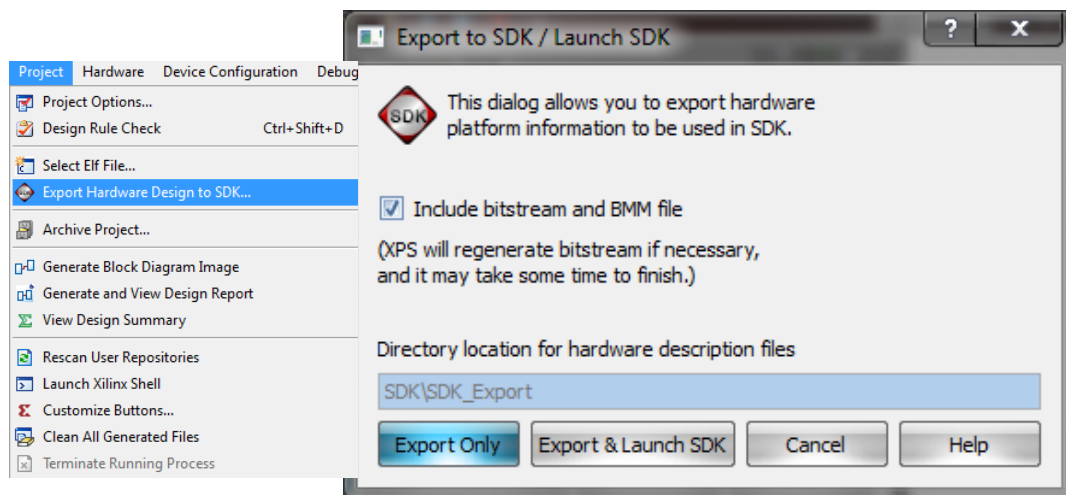 Project Hardware Device Configuration Debug
Project Options...
Design Rule Check Ctrl+Shift+D
Select Elf File...
Export Hardware Design to SDK...
Archive Project...
Generate Block Diagram Image
Generate and View Design Report
View Design Summary
Rescan User Repositories
Launch Xilinx Shell
Customize Buttons...
Clean All Generated Files
Terminate Running Process
Export to SDK / Launch SDK
? x
SDK
This dialog allows you to export hardware
platform information to be used in SDK.
Include bitstream and BMM file
(XPS will regenerate bitstream if necessary,
and it may take some time to finish.)
Directory location for hardware description files
SDK\SDK_Export
Export Only Export & Launch SDK Cancel Help